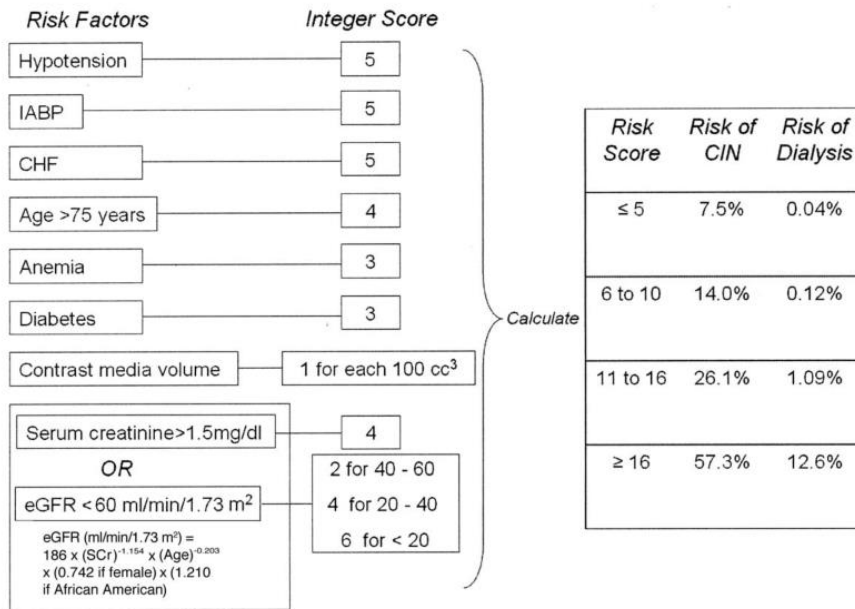 Risk Factors Integer Score
Hypotension 5
IABP 5
CHF 5
Age >75 years 4
Anemia 3
Diabetes 3
Contrast media volume 1 for each 100 cc³
Serum creatinine>1.5mg/dl 4
OR
eGFR <60 ml/min/1.73 m²
2 for 40 - 60
4 for 20 - 40
6 for < 20
eGFR (ml/min/1.73 m²) =
186 x (SCr)⁻¹·¹⁵⁴ x (Age)⁻⁰·²⁰³
x (0.742 if female) x (1.210
if African American)
Calculate
Risk Score Risk of CIN Risk of Dialysis
≤ 5 7.5% 0.04%
6 to 10 14.0% 0.12%
11 to 16 26.1% 1.09%
≥ 16 57.3% 12.6%